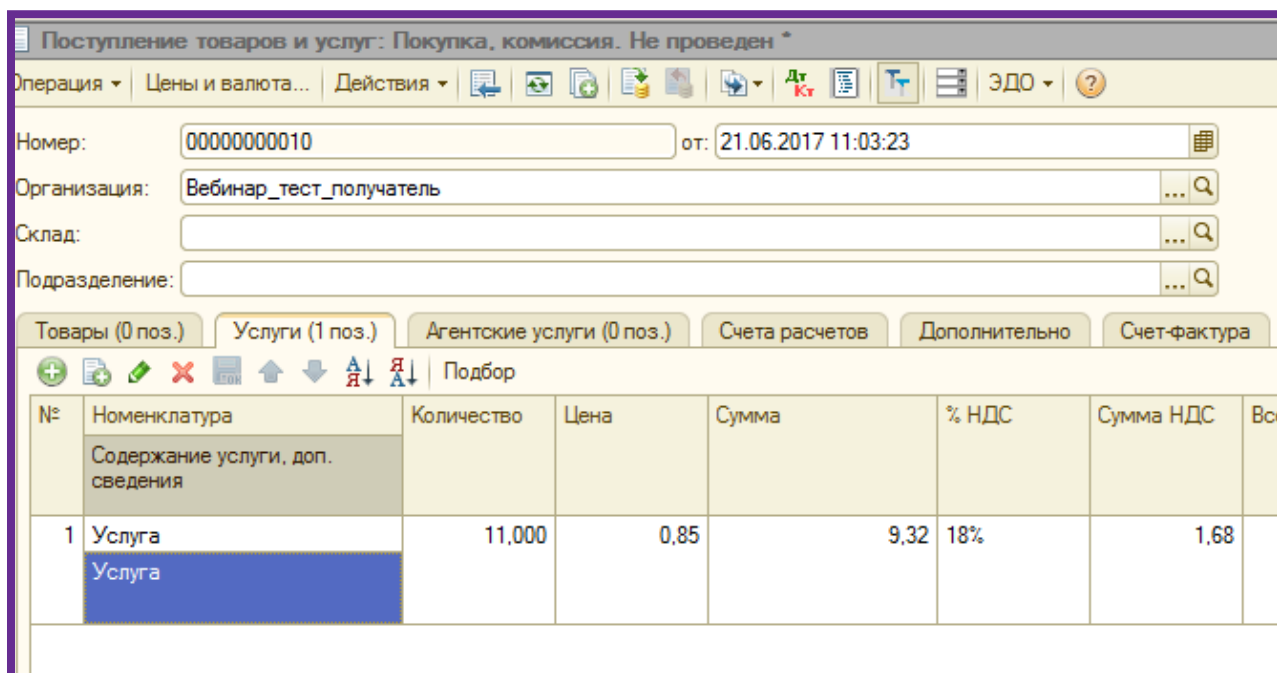 Поступление товаров и услуг: Покупка, комиссия. Не проведен *
Операция Цены и валюта... Действия Дт Кт Тт ЭДО ?
Номер: 00000000010 от: 21.06.2017 11:03:23
Организация: Вебинар_тест_получатель ...
Склад: ...
Подразделение: ...
Товары (0 поз.) Услуги (1 поз.) Агентские услуги (0 поз.) Счета расчетов Дополнительно Счет-фактура
А Я Я А Подбор
№ Номенклатура Количество Цена Сумма % НДС Сумма НДС
Содержание услуги, доп.
сведения
1 Услуга 11,000 0,85 9,32 18% 1,68
Услуга